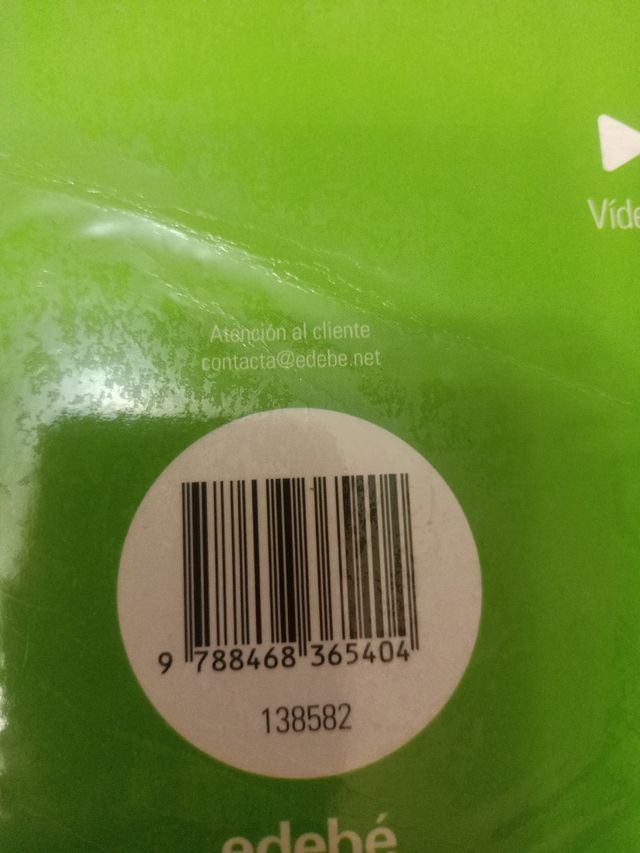 Víde
Atención al cliente
contacta@edebe.net
9 788468 365404
138582
edebé